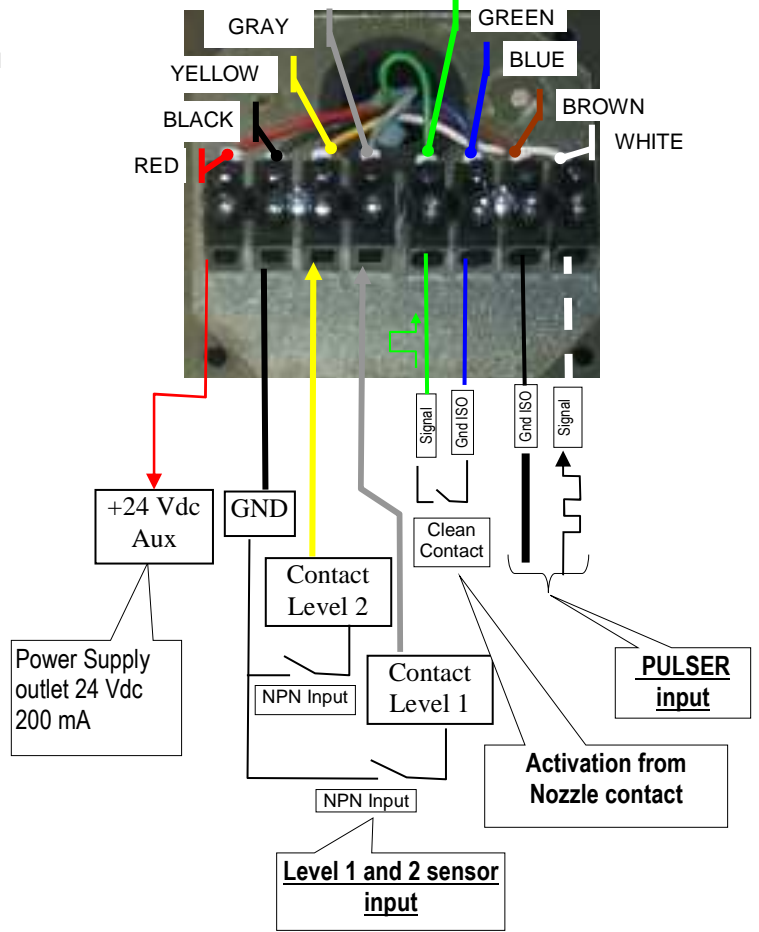 GREEN
GRAY
BLUE
YELLOW
BROWN
BLACK
WHITE
RED
Signal
Gnd ISO
Gnd ISO
Signal
+24 Vdc
Aux
GND
Clean
Contact
Contact
Level 2
Power Supply
outlet 24 Vdc
200 mA
NPN Input
Contact
Level 1
PULSER
input
Activation from
Nozzle contact
NPN Input
Level 1 and 2 sensor
input